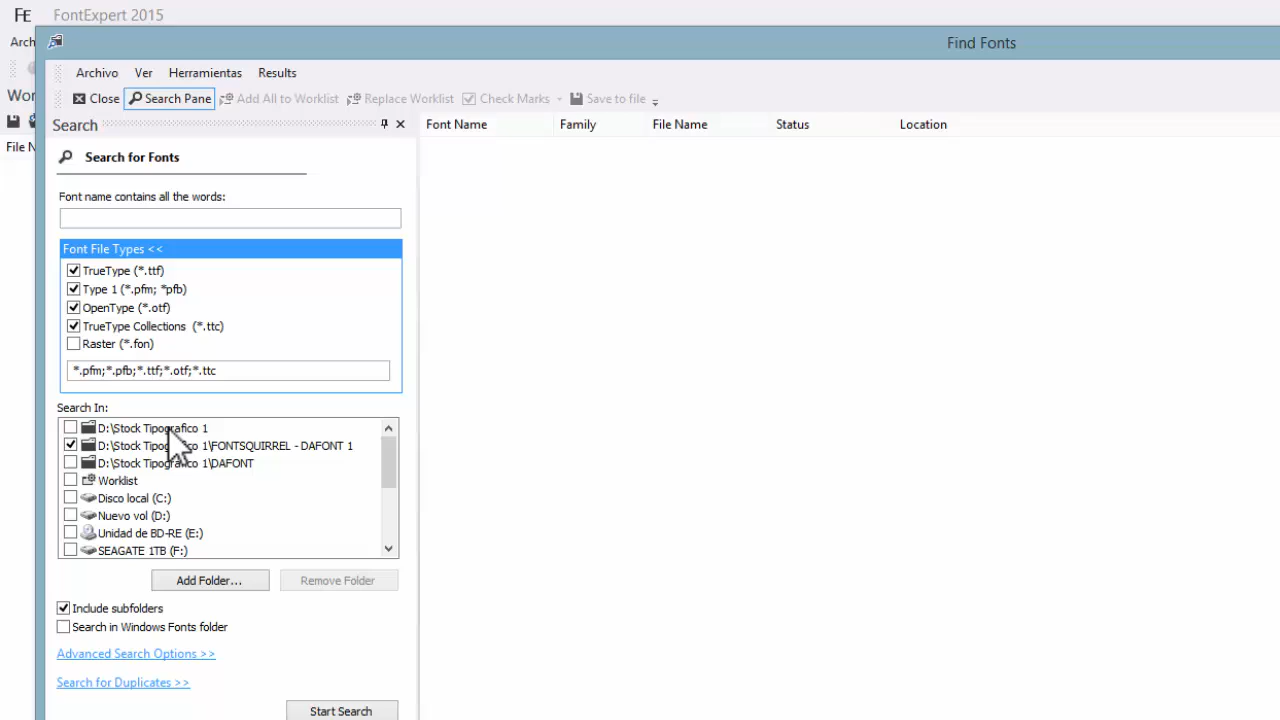 FE FontExpert 2015
Arch
Find Fonts
Archivo Ver Herramientas Results
Wor
Close Search Pane Add All to Worklist Replace Worklist Check Marks Save to file
Search
Font Name Family File Name Status Location
File N
Search for Fonts
Font name contains all the words:
Font File Types <<
TrueType (*.ttf)
Type 1 (*.pfm; *pfb)
OpenType (*.otf)
TrueType Collections (*.ttc)
Raster (*.fon)
*.pfm;*.pfb;*.ttf;*.otf;*.ttc
Search In:
D:\Stock Tipografico 1
D:\Stock Tipografico 1\FONTSQUIRREL - DAFONT 1
D:\Stock Tipografico 1\DAFONT
Worklist
Disco local (C:)
Nuevo vol (D:)
Unidad de BD-RE (E:)
SEAGATE 1TB (F:)
Add Folder... Remove Folder
Include subfolders
Search in Windows Fonts folder
Advanced Search Options >>
Search for Duplicates >>
Start Search